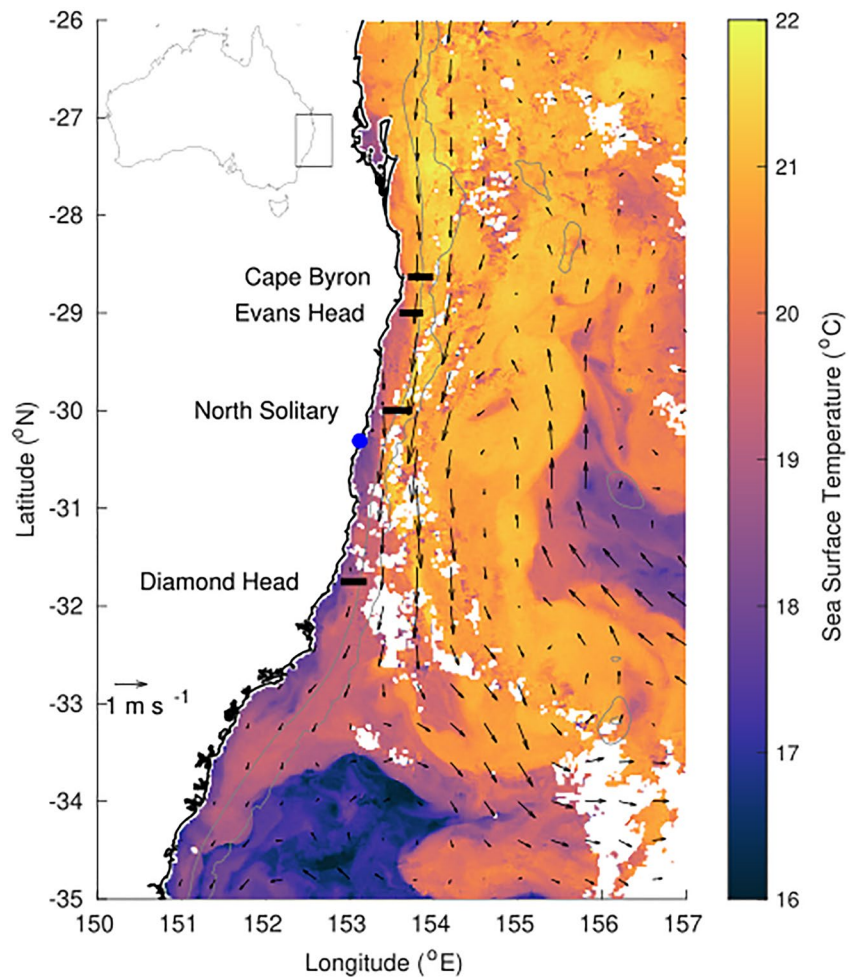 -26
-27
-28
-29
-30
-31
-32
-33
-34
-35
Latitude (°N)
Cape Byron
Evans Head
North Solitary
Diamond Head
1 m s -1
150 151 152 153 154 155 156 157
Longitude (°E)
22
21
20
19
18
17
16
Sea Surface Temperature (°C)